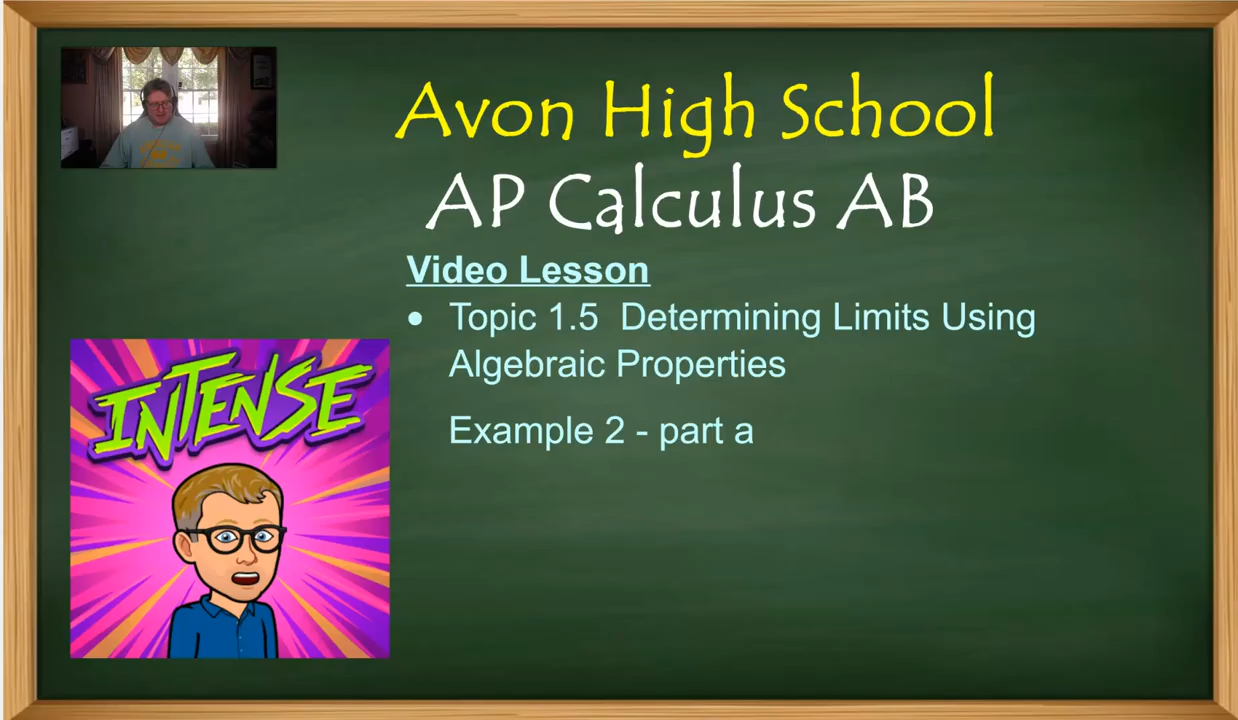 Avon High School
AP Calculus AB
Video Lesson
● Topic 1.5 Determining Limits Using
Algebraic Properties
Example 2 - part a
INTENSE